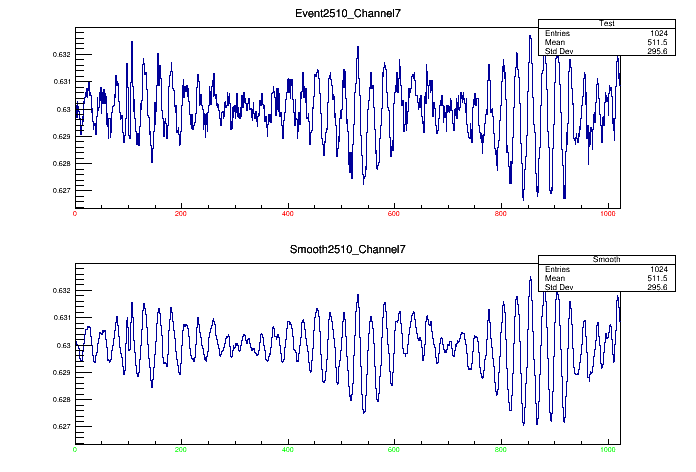 Event2510_Channel7
Test
Entries 1024
Mean 511.5
Std Dev 295.6
0.632
0.631
0.63
0.629
0.628
0.627
0 200 400 600 800 1000
Smooth2510_Channel7
Smooth
Entries 1024
Mean 511.5
Std Dev 295.6
0.632
0.631
0.63
0.629
0.628
0.627
0 200 400 600 800 1000